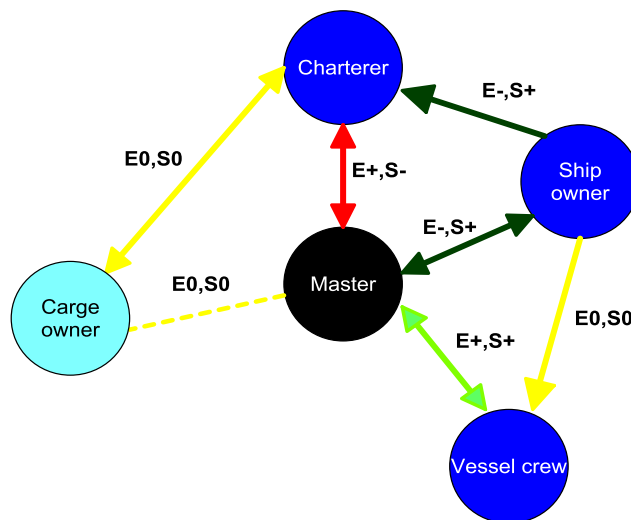 Charterer
E-,S+
Ship
owner
E0,S0
E+,S-
E-,S+
E0,S0
Master
Carge
owner
E0,S0
E+,S+
Vessel crew